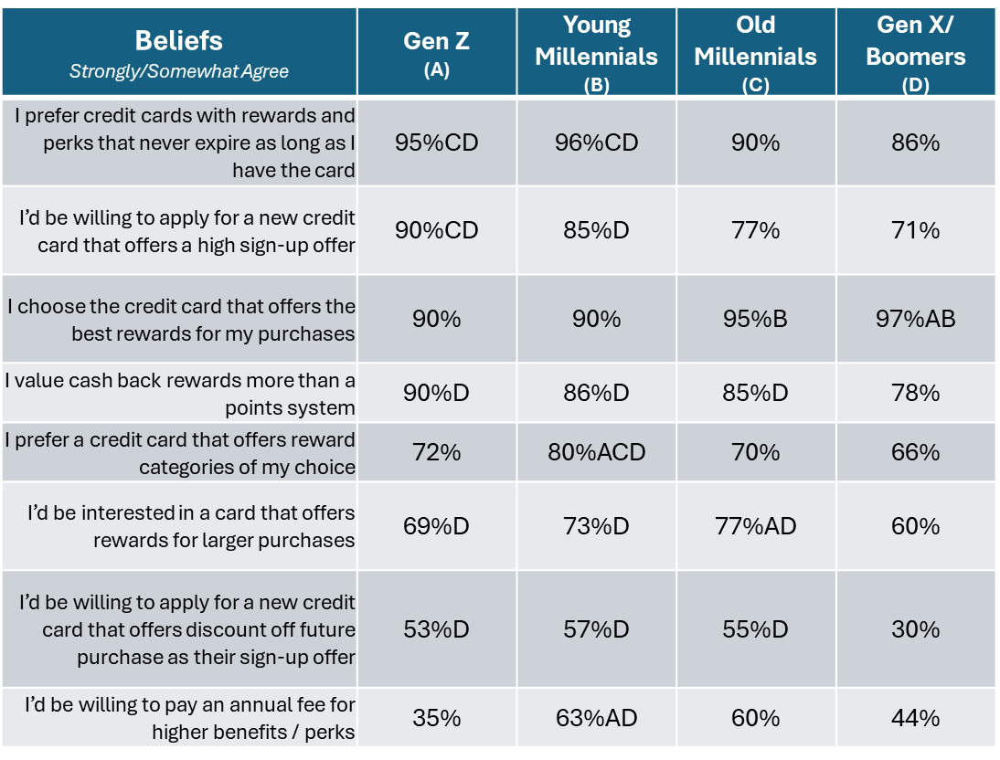 Beliefs
Strongly/Somewhat Agree
Gen Z
(A)
Young
Millennials
(B)
Old
Millennials
(C)
Gen X/
Boomers
(D)
I prefer credit cards with rewards and
perks that never expire as long as I
have the card
95%CD
96%CD
90%
86%
I’d be willing to apply for a new credit
card that offers a high sign-up offer
90%CD
85%D
77%
71%
I choose the credit card that offers the
best rewards for my purchases
90%
90%
95%B
97%AB
I value cash back rewards more than a
points system
90%D
86%D
85%D
78%
I prefer a credit card that offers reward
categories of my choice
72%
80%ACD
70%
66%
I’d be interested in a card that offers
rewards for larger purchases
69%D
73%D
77%AD
60%
I’d be willing to apply for a new credit
card that offers discount off future
purchase as their sign-up offer
53%D
57%D
55%D
30%
I’d be willing to pay an annual fee for
higher benefits / perks
35%
63%AD
60%
44%